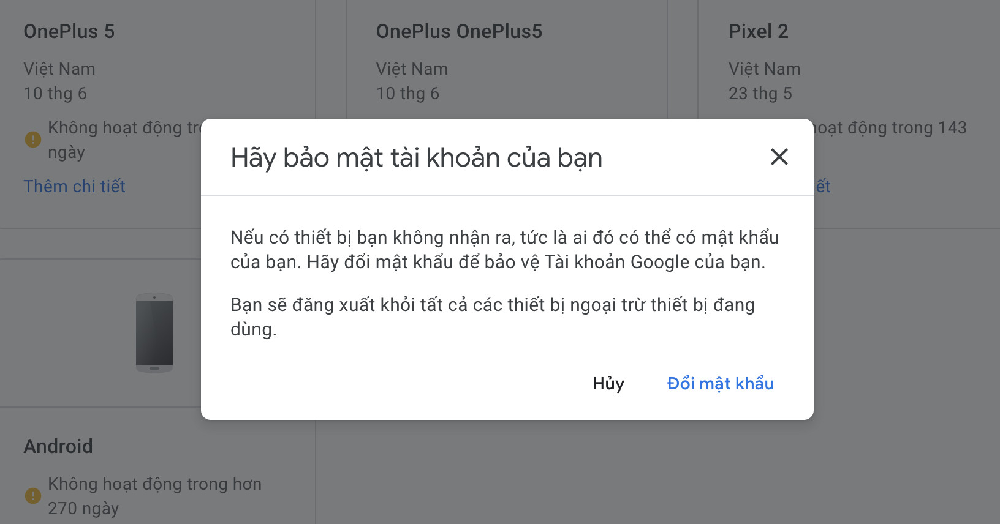 OnePlus 5
Việt Nam
10 thg 6
Không hoạt động
ngày
Thêm chi tiết
OnePlus OnePlus5
Việt Nam
10 thg 6
Pixel 2
Việt Nam
23 thg 5
hoạt động trong 143
Hãy bảo mật tài khoản của bạn
Nếu có thiết bị bạn không nhận ra, tức là ai đó có thể có mật khẩu
của bạn. Hãy đổi mật khẩu để bảo vệ Tài khoản Google của bạn.
Bạn sẽ đăng xuất khỏi tất cả các thiết bị ngoại trừ thiết bị đang
dùng.
Hủy
Đổi mật khẩu
Android
Không hoạt động trong hơn
270 ngày